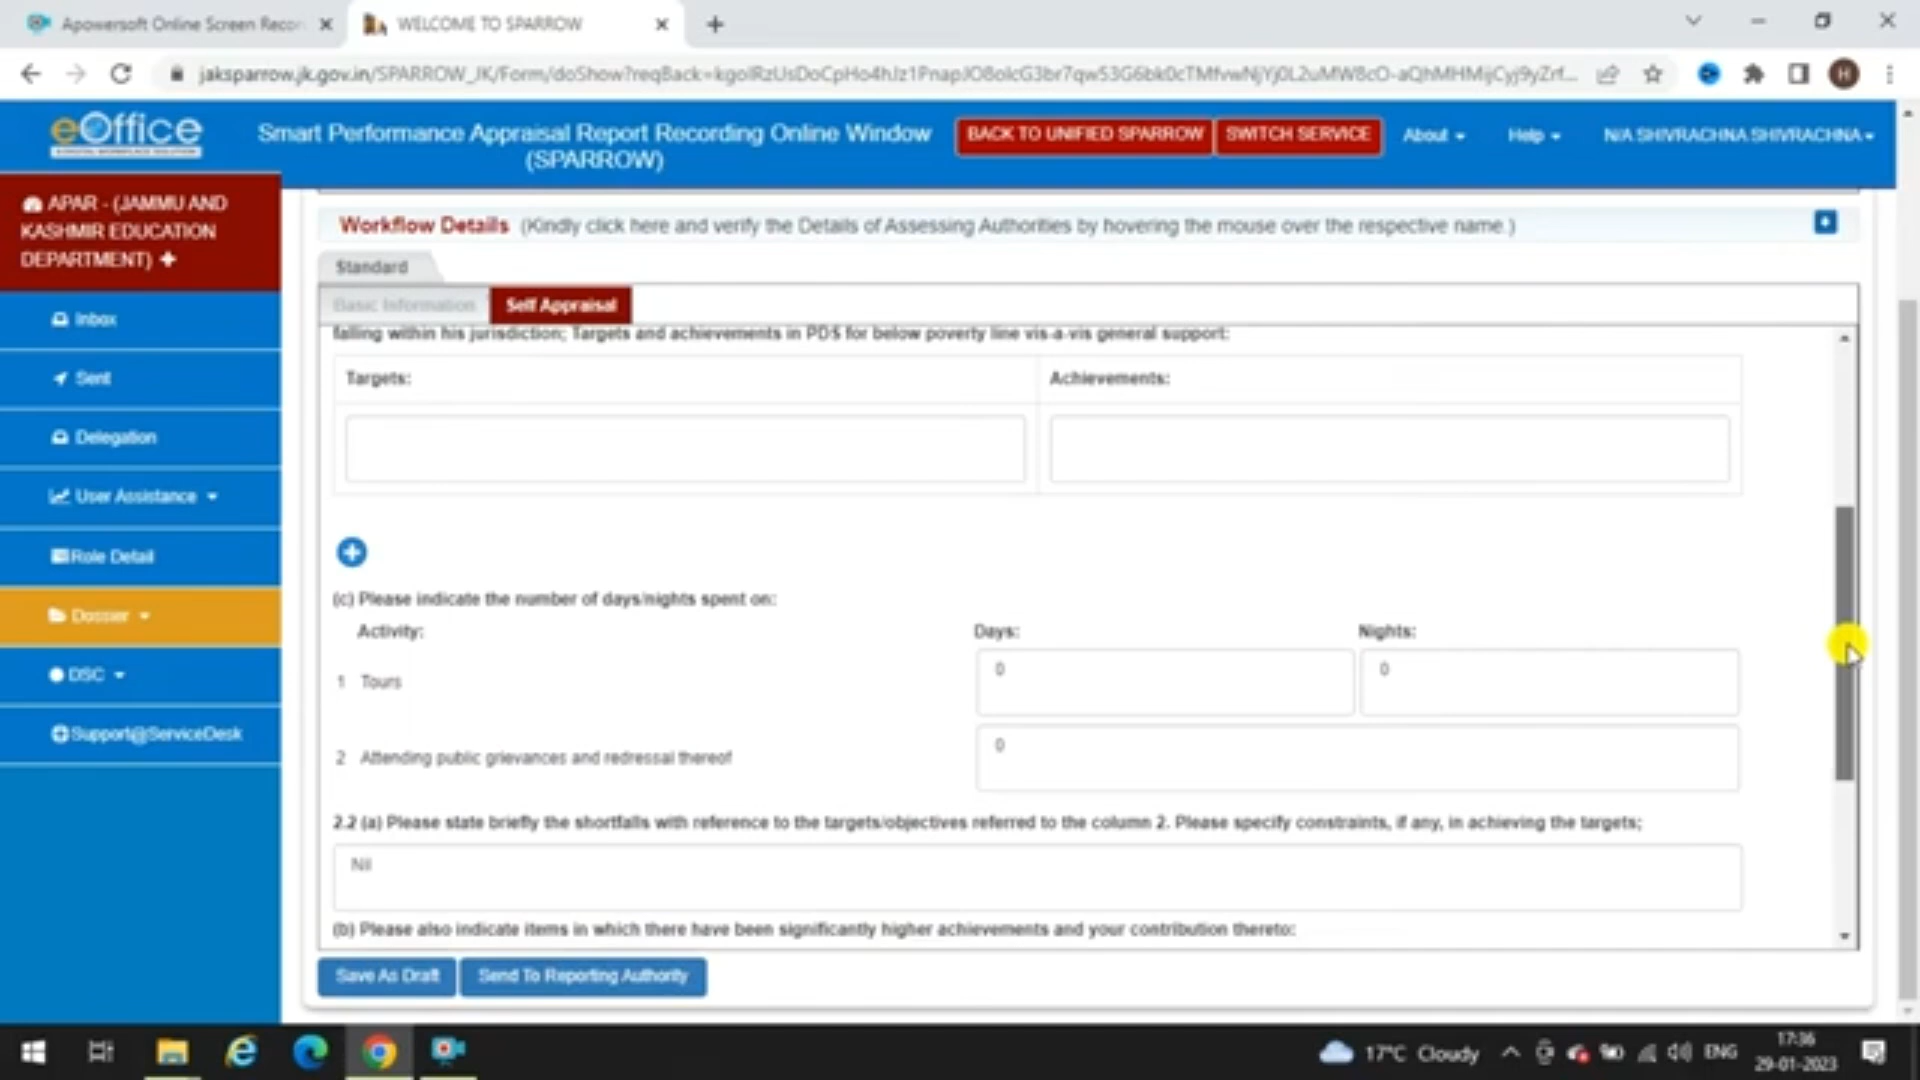 Apowersoft Online Screen Recor
WELCOME TO SPARROW
eOffice
Smart Performance Appraisal Report Recording Online Window
(SPARROW)
BACK TO UNIFIED SPARROW
SWITCH SERVICE
About
Help
N/A SHIVRACHNA SHIVRACHNA
APAR - (JAMMU AND
KASHMIR EDUCATION
DEPARTMENT)
Inbox
Sent
Delegation
User Assistance
Role Detail
Dossier
DSC
Support@ServiceDesk
Workflow Details (Kindly click here and verify the Details of Assessing Authorities by hovering the mouse over the respective name.)
Standard
Basic Information
Self Appraisal
falling within his jurisdiction; Targets and achievements in PDS for below poverty line vis-a-vis general support:
Targets:
Achievements:
(c) Please indicate the number of days/nights spent on:
Activity:
Days:
Nights:
1 Tours
0
0
2 Attending public grievances and redressal thereof
0
2.2 (a) Please state briefly the shortfalls with reference to the targets/objectives referred to the column 2. Please specify constraints, if any, in achieving the targets;
Nil
(b) Please also indicate items in which there have been significantly higher achievements and your contribution thereto:
Save As Draft
Send To Reporting Authority
17°C Cloudy
ENG
17:36
29-01-2023
H